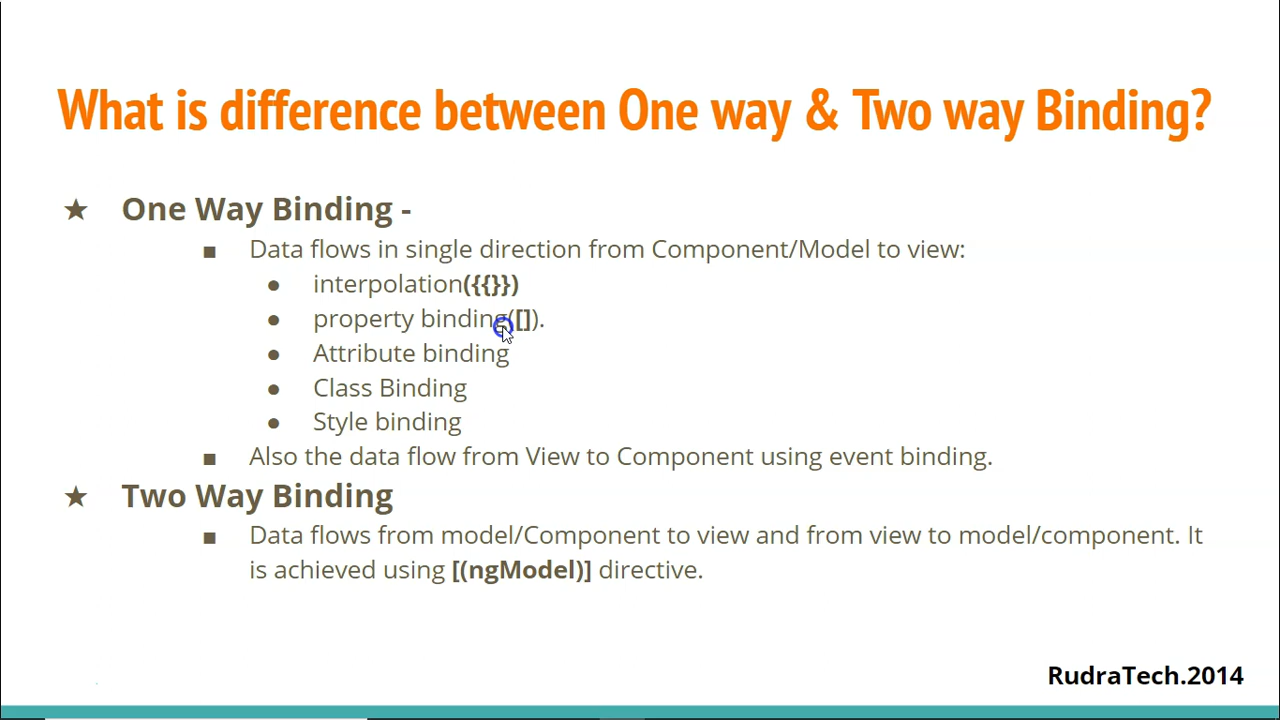 What is difference between One way & Two way Binding?
★ One Way Binding -
■ Data flows in single direction from Component/Model to view:
● interpolation({{}})
● property binding([]).
● Attribute binding
● Class Binding
● Style binding
■ Also the data flow from View to Component using event binding.
★ Two Way Binding
■ Data flows from model/Component to view and from view to model/component. It
is achieved using [(ngModel)] directive.
RudraTech.2014